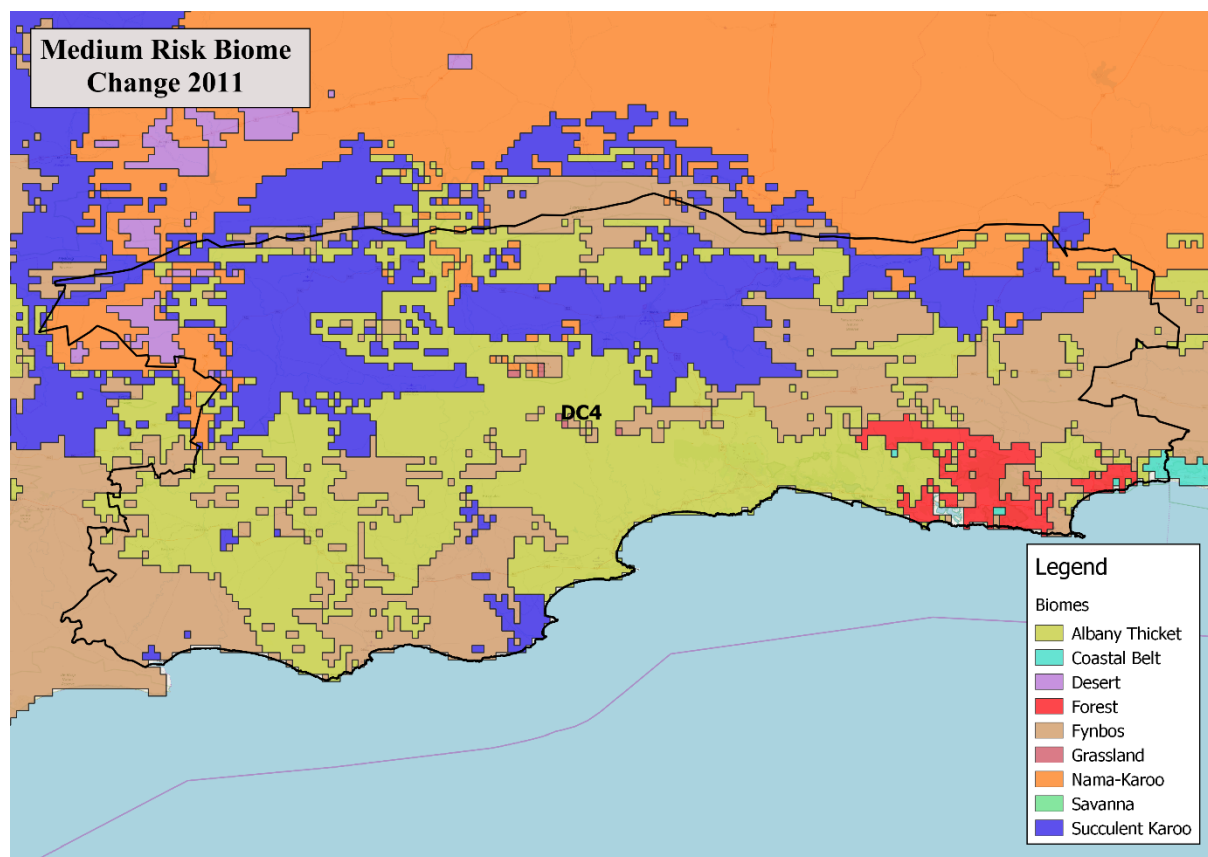 Medium Risk Biome
Change 2011
DC4
Legend
Biomes
Albany Thicket
Coastal Belt
Desert
Forest
Fynbos
Grassland
Nama-Karoo
Savanna
Succulent Karoo